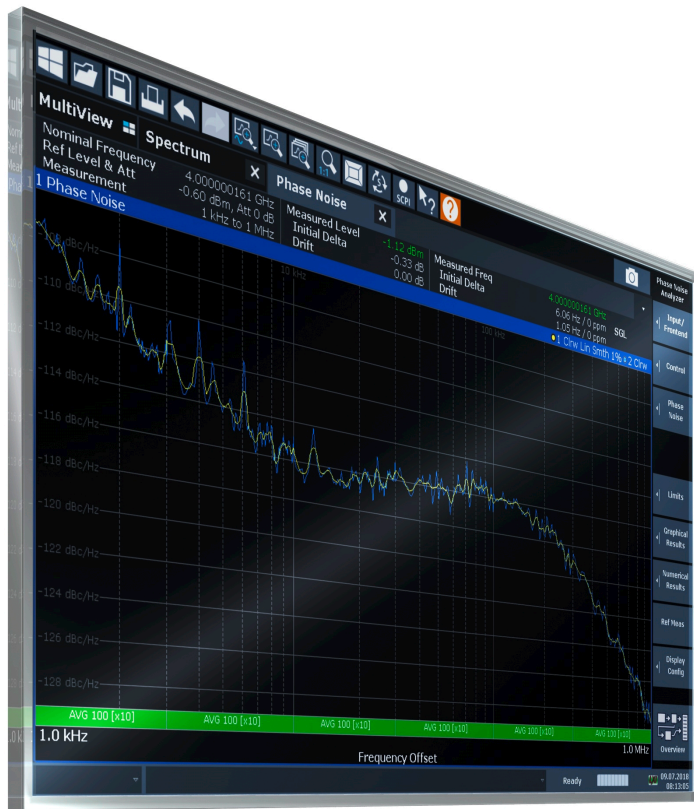 1:1
SCPI
MultiView
Spectrum
Phase Noise
Nominal Frequency 4.000000161 GHz
Ref Level & Att -0.60 dBm, Att 0 dB
Measurement 1 kHz to 1 MHz
Measured Level -1.12 dBm
Initial Delta -0.33 dB
Drift 0.00 dB
Measured Freq 4.000000161 GHz
Initial Delta 6.06 Hz / 0 ppm
Drift 1.05 Hz / 0 ppm
SGL
1 Phase Noise
1 Clrw Lin Smth 1% 2 Clrw
10 kHz
100 kHz
-110 dBc/Hz
-112 dBc/Hz
-114 dBc/Hz
-116 dBc/Hz
-118 dBc/Hz
-120 dBc/Hz
-122 dBc/Hz
-124 dBc/Hz
-126 dBc/Hz
-128 dBc/Hz
AVG 100 [x10]
AVG 100 [x10]
AVG 100 [x10]
AVG 100 [x10]
AVG 100 [x10]
AVG 100 [x10]
1.0 kHz
Frequency Offset
1.0 MHz
Phase Noise
Analyzer
Input/
Frontend
Control
Phase
Noise
Limits
Graphical
Results
Numerical
Results
Ref Meas
Display
Config
Overview
Ready
09.07.2018
08:13:05